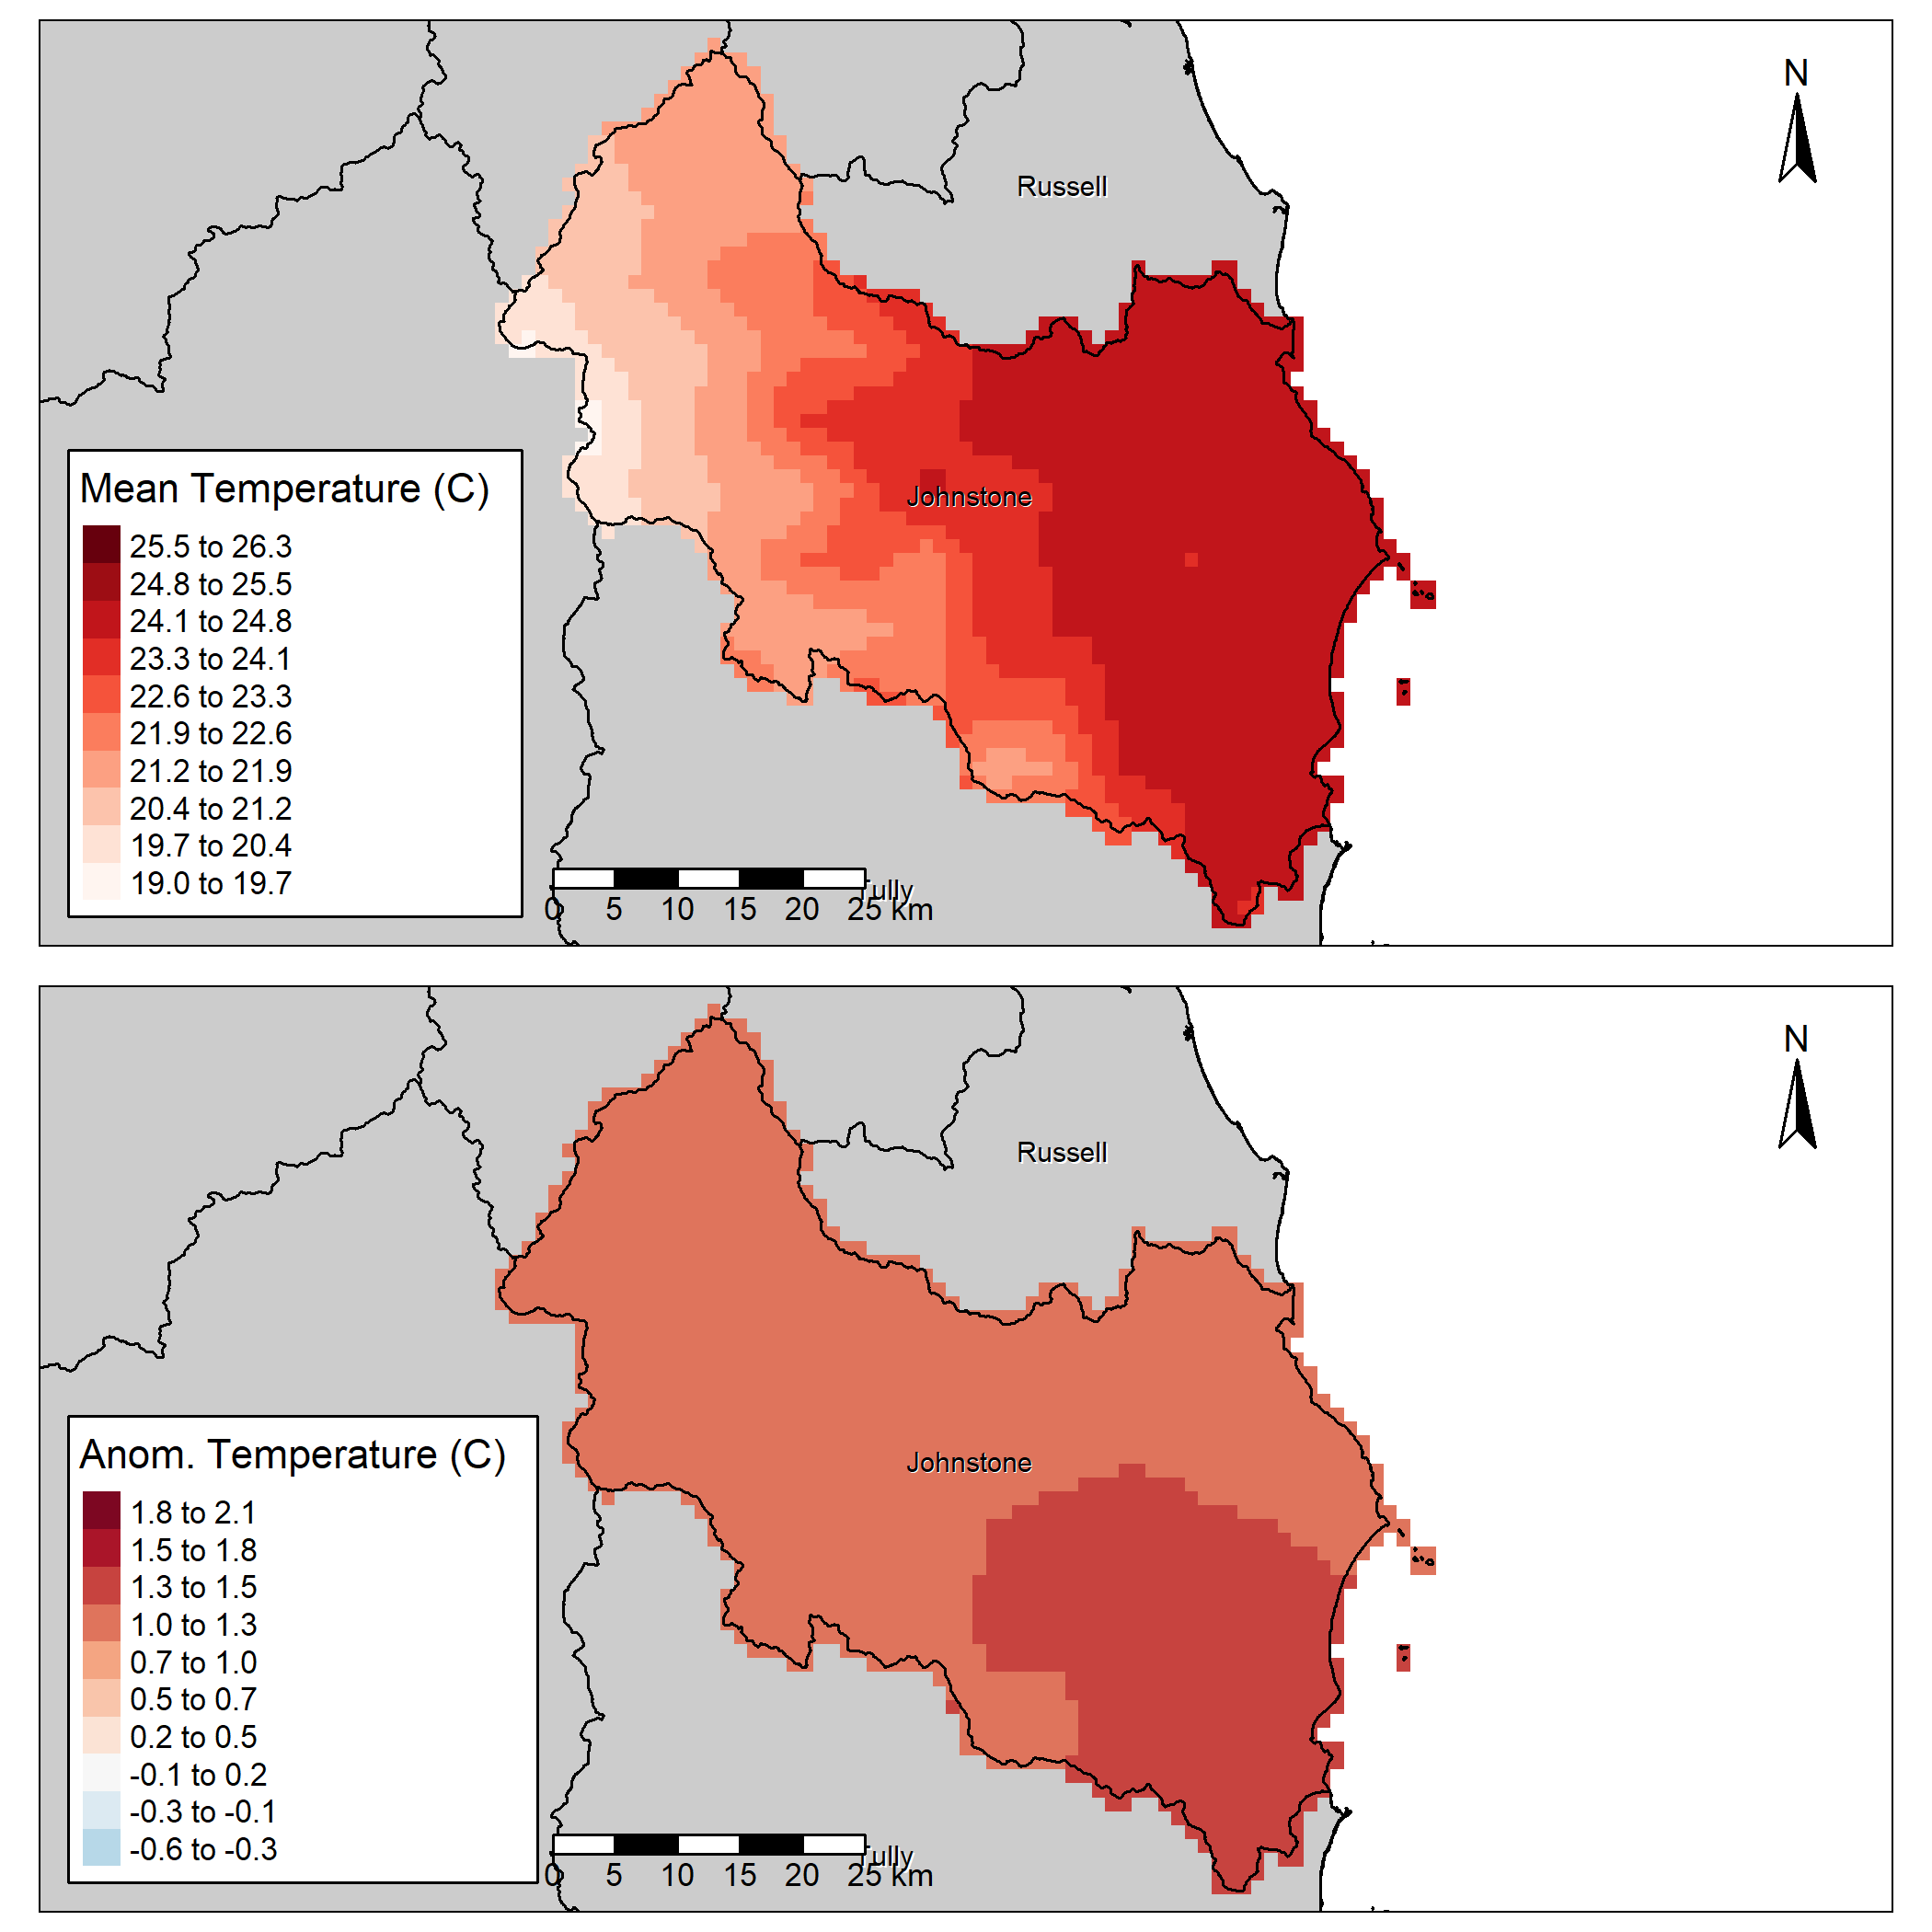 N
Russell
Mean Temperature (C)
25.5 to 26.3
24.8 to 25.5
24.1 to 24.8
23.3 to 24.1
22.6 to 23.3
21.9 to 22.6
21.2 to 21.9
20.4 to 21.2
19.7 to 20.4
19.0 to 19.7
Johnstone
Tully
0 5 10 15 20 25 km
N
Russell
Anom. Temperature (C)
1.8 to 2.1
1.5 to 1.8
1.3 to 1.5
1.0 to 1.3
0.7 to 1.0
0.5 to 0.7
0.2 to 0.5
-0.1 to 0.2
-0.3 to -0.1
-0.6 to -0.3
Johnstone
Tully
0 5 10 15 20 25 km